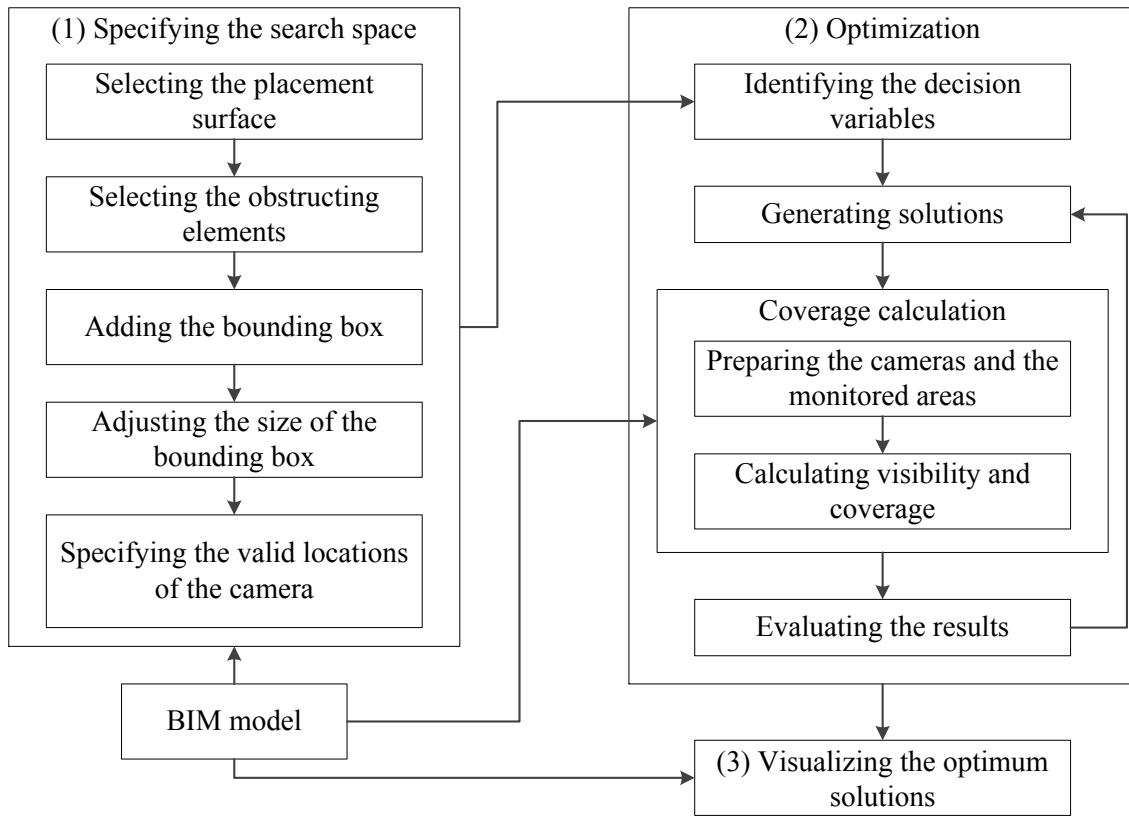 (1) Specifying the search space
Selecting the placement
surface
Selecting the obstructing
elements
Adding the bounding box
Adjusting the size of the
bounding box
Specifying the valid locations
of the camera
BIM model
(2) Optimization
Identifying the decision
variables
Generating solutions
Coverage calculation
Preparing the cameras and the
monitored areas
Calculating visibility and
coverage
Evaluating the results
(3) Visualizing the optimum
solutions